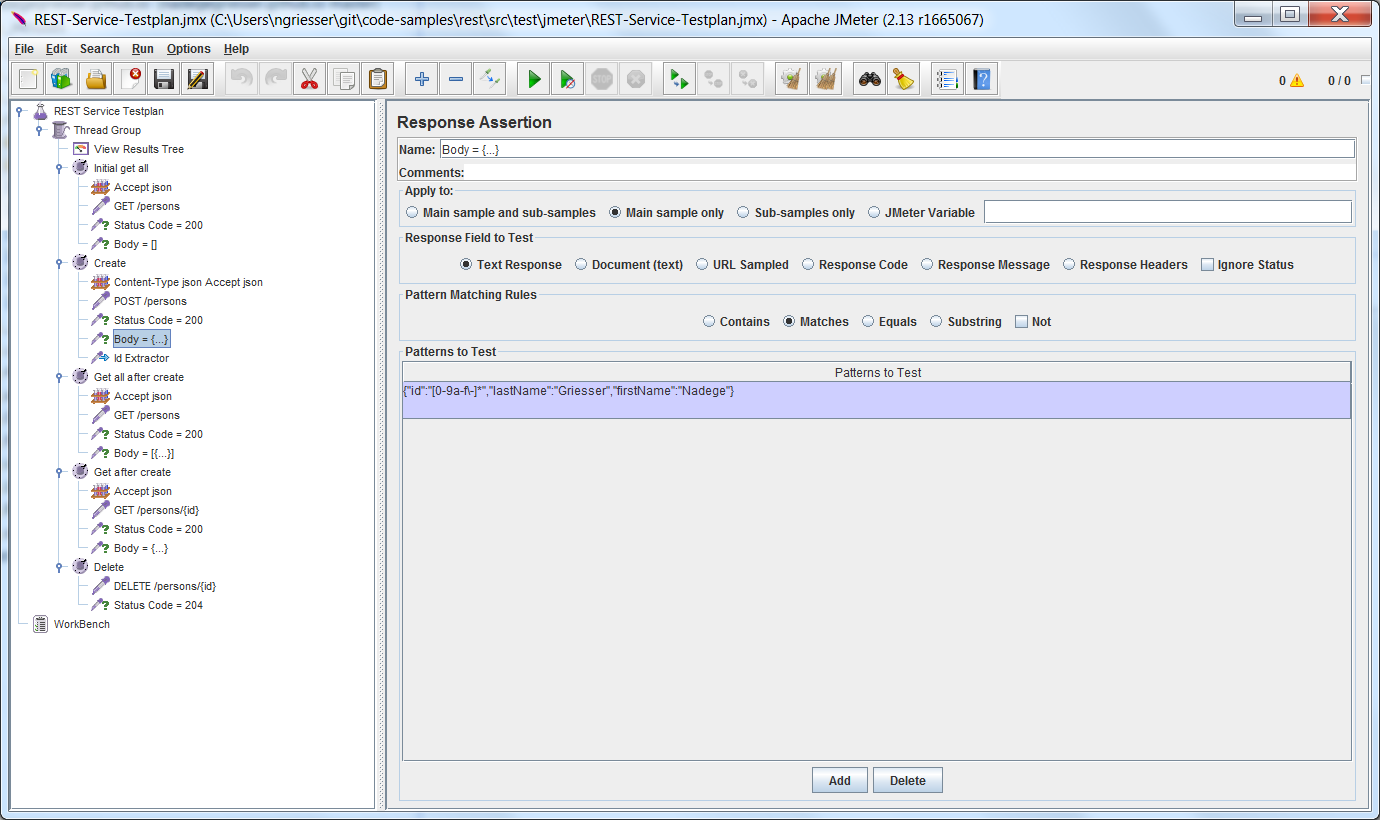 REST-Service-Testplan.jmx (C:\Users\ngriesser\git\code-samples\rest\src\test\jmeter\REST-Service-Testplan.jmx) - Apache JMeter (2.13 r1665067)
File Edit Search Run Options Help
STOP
0 0 / 0
REST Service Testplan
Thread Group
View Results Tree
Initial get all
Accept json
GET /persons
Status Code = 200
Body = []
Create
Content-Type json Accept json
POST /persons
Status Code = 200
Body = {...}
Id Extractor
Get all after create
Accept json
GET /persons
Status Code = 200
Body = [{...}]
Get after create
Accept json
GET /persons/{id}
Status Code = 200
Body = {...}
Delete
DELETE /persons/{id}
Status Code = 204
WorkBench
Response Assertion
Name: Body = {...}
Comments:
Apply to:
Main sample and sub-samples Main sample only Sub-samples only JMeter Variable
Response Field to Test
Text Response Document (text) URL Sampled Response Code Response Message Response Headers Ignore Status
Pattern Matching Rules
Contains Matches Equals Substring Not
Patterns to Test
Patterns to Test
{"id":"[0-9a-f\-]*","lastName":"Griesser","firstName":"Nadege"}
Add Delete